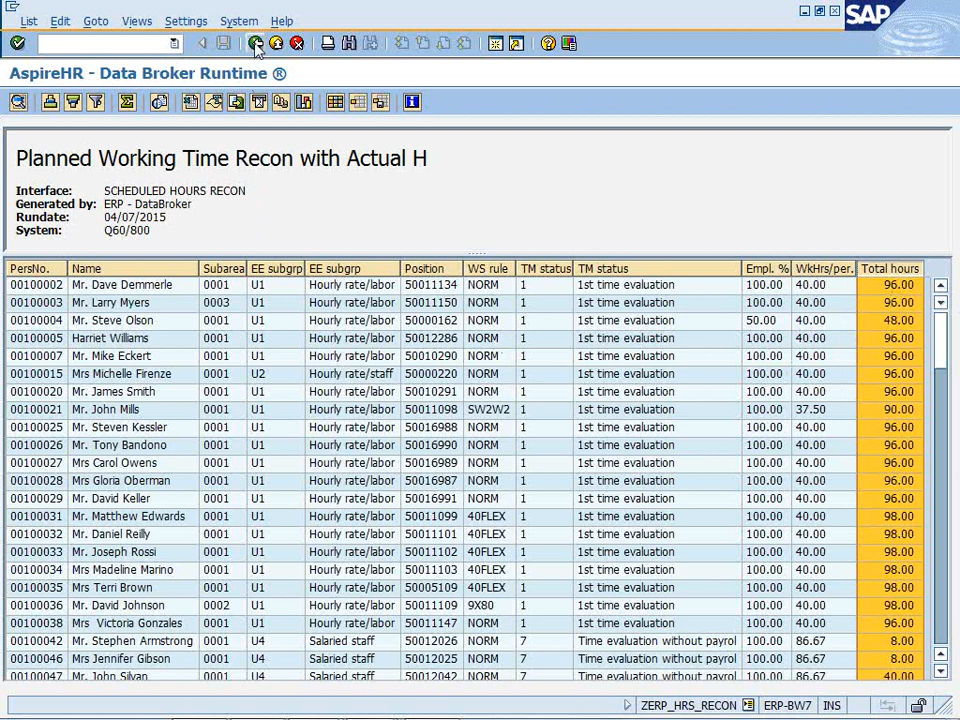 List Edit Goto Views Settings System Help
SAP
AspireHR - Data Broker Runtime ®
Planned Working Time Recon with Actual H
Interface: SCHEDULED HOURS RECON
Generated by: ERP - DataBroker
Rundate: 04/07/2015
System: Q60/800
PersNo. Name Subarea EE subgrp EE subgrp Position WS rule TM status TM status Empl. % WkHrs/per. Total hours
00100002 Mr. Dave Demmerle 0001 U1 Hourly rate/labor 50011134 NORM 1 1st time evaluation 100.00 40.00 96.00
00100003 Mr. Larry Myers 0003 U1 Hourly rate/labor 50011150 NORM 1 1st time evaluation 100.00 40.00 96.00
00100004 Mr. Steve Olson 0001 U1 Hourly rate/labor 50000162 NORM 1 1st time evaluation 50.00 40.00 48.00
00100005 Harriet Williams 0001 U1 Hourly rate/labor 50012286 NORM 1 1st time evaluation 100.00 40.00 96.00
00100007 Mr. Mike Eckert 0001 U1 Hourly rate/labor 50010290 NORM 1 1st time evaluation 100.00 40.00 96.00
00100015 Mrs Michelle Firenze 0001 U2 Hourly rate/staff 50000220 NORM 1 1st time evaluation 100.00 40.00 96.00
00100020 Mr. James Smith 0001 U1 Hourly rate/labor 50010291 NORM 1 1st time evaluation 100.00 40.00 96.00
00100021 Mr. John Mills 0001 U1 Hourly rate/labor 50011098 SW2W2 1 1st time evaluation 100.00 37.50 90.00
00100025 Mr. Steven Kessler 0001 U1 Hourly rate/labor 50016988 NORM 1 1st time evaluation 100.00 40.00 96.00
00100026 Mr. Tony Bandono 0001 U1 Hourly rate/labor 50016990 NORM 1 1st time evaluation 100.00 40.00 96.00
00100027 Mrs Carol Owens 0001 U1 Hourly rate/labor 50016989 NORM 1 1st time evaluation 100.00 40.00 96.00
00100028 Mrs Gloria Oberman 0001 U1 Hourly rate/labor 50016987 NORM 1 1st time evaluation 100.00 40.00 96.00
00100029 Mr. David Keller 0001 U1 Hourly rate/labor 50016991 NORM 1 1st time evaluation 100.00 40.00 96.00
00100031 Mr. Matthew Edwards 0001 U1 Hourly rate/labor 50011099 40FLEX 1 1st time evaluation 100.00 40.00 98.00
00100032 Mr. Daniel Reilly 0001 U1 Hourly rate/labor 50011101 40FLEX 1 1st time evaluation 100.00 40.00 98.00
00100033 Mr. Joseph Rossi 0001 U1 Hourly rate/labor 50011102 40FLEX 1 1st time evaluation 100.00 40.00 98.00
00100034 Mrs Madeline Marino 0001 U1 Hourly rate/labor 50011103 40FLEX 1 1st time evaluation 100.00 40.00 98.00
00100035 Mrs Terri Brown 0001 U1 Hourly rate/labor 50005109 40FLEX 1 1st time evaluation 100.00 40.00 98.00
00100036 Mr. David Johnson 0002 U1 Hourly rate/labor 50011109 9X80 1 1st time evaluation 100.00 40.00 98.00
00100038 Mrs Victoria Gonzales 0001 U1 Hourly rate/labor 50011147 NORM 1 1st time evaluation 100.00 40.00 96.00
00100042 Mr. Stephen Armstrong 0001 U4 Salaried staff 50012026 NORM 7 Time evaluation without payrol 100.00 86.67 8.00
00100046 Mrs Jennifer Gibson 0001 U4 Salaried staff 50012025 NORM 7 Time evaluation without payrol 100.00 86.67 8.00
00100047 Mr. John Silvan 0001 U4 Salaried staff 50012042 NORM 7 Time evaluation without payrol 100.00 86.67 40.00
ZERP_HRS_RECON ERP-BW7 INS